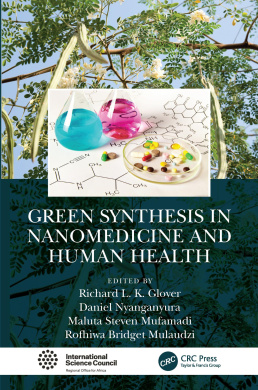 GREEN SYNTHESIS IN
NANOMEDICINE AND
HUMAN HEALTH
EDITED BY
Richard L. K. Glover
Daniel Nyanganyura
Maluta Steven Mufamadi
Rofhiwa Bridget Mulaudzi
International
Science Council
Regional Office for Africa
CRC Press
Taylor & Francis Group